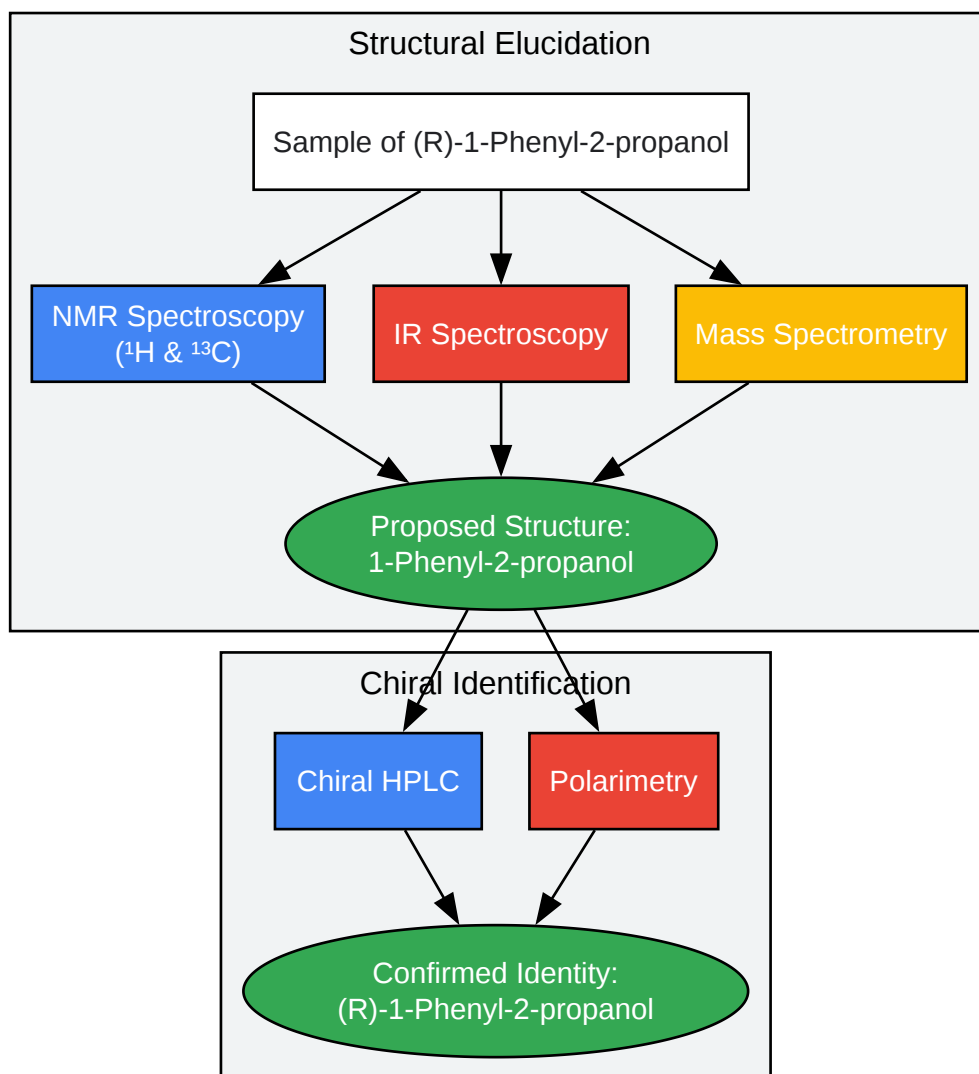 Structural Elucidation
Sample of (R)-1-Phenyl-2-propanol
NMR Spectroscopy
(¹H & ¹³C)
IR Spectroscopy
Mass Spectrometry
Proposed Structure:
1-Phenyl-2-propanol
Chiral Identification
Chiral HPLC
Polarimetry
Confirmed Identity:
(R)-1-Phenyl-2-propanol